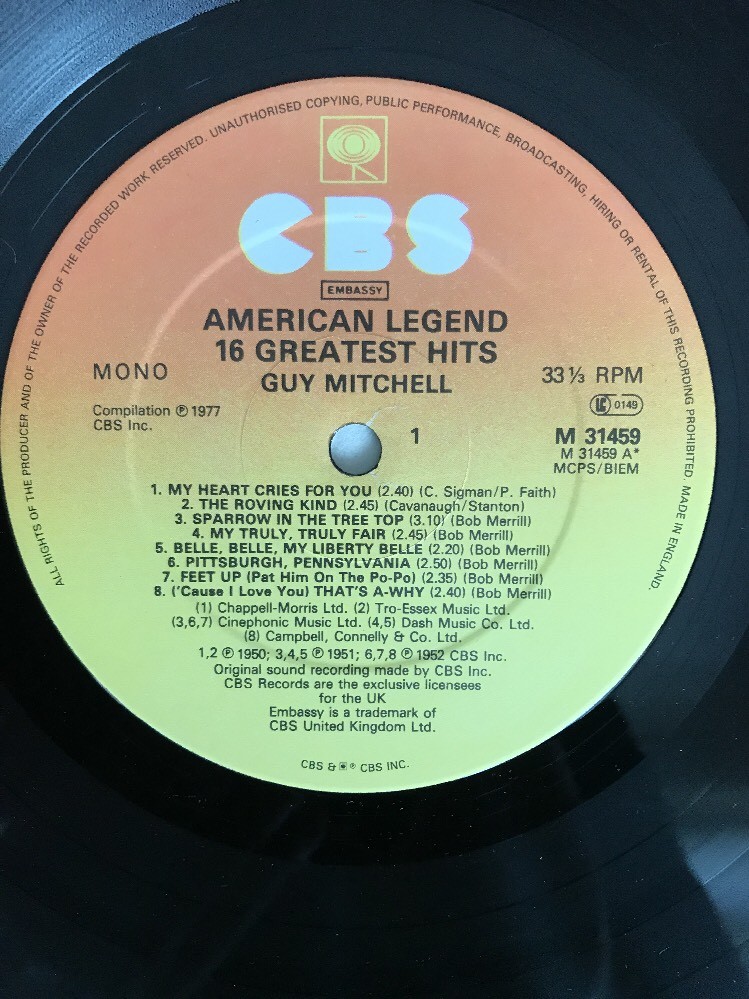 ALL RIGHTS OF THE PRODUCER AND OF THE OWNER OF THE RECORDED WORK RESERVED. UNAUTHORISED COPYING, PUBLIC PERFORMANCE, BROADCASTING, HIRING OR RENTAL OF THIS RECORDING PROHIBITED. MADE IN ENGLAND.
CBS
EMBASSY
AMERICAN LEGEND
16 GREATEST HITS
GUY MITCHELL
MONO
33⅓ RPM
Compilation ℗ 1977
CBS Inc.
LC 0149
1
M 31459
M 31459 A*
MCPS/BIEM
1. MY HEART CRIES FOR YOU (2.40) (C. Sigman/P. Faith)
2. THE ROVING KIND (2.45) (Cavanaugh/Stanton)
3. SPARROW IN THE TREE TOP (3.10) (Bob Merrill)
4. MY TRULY, TRULY FAIR (2.45) (Bob Merrill)
5. BELLE, BELLE, MY LIBERTY BELLE (2.20) (Bob Merrill)
6. PITTSBURGH, PENNSYLVANIA (2.50) (Bob Merrill)
7. FEET UP (Pat Him On The Po-Po) (2.35) (Bob Merrill)
8. ('Cause I Love You) THAT'S A-WHY (2.40) (Bob Merrill)
(1) Chappell-Morris Ltd. (2) Tro-Essex Music Ltd.
(3,6,7) Cinephonic Music Ltd. (4,5) Dash Music Co. Ltd.
(8) Campbell, Connelly & Co. Ltd.
1,2 ℗ 1950; 3,4,5 ℗ 1951; 6,7,8 ℗ 1952 CBS Inc.
Original sound recording made by CBS Inc.
CBS Records are the exclusive licensees
for the UK
Embassy is a trademark of
CBS United Kingdom Ltd.
CBS & ® CBS INC.